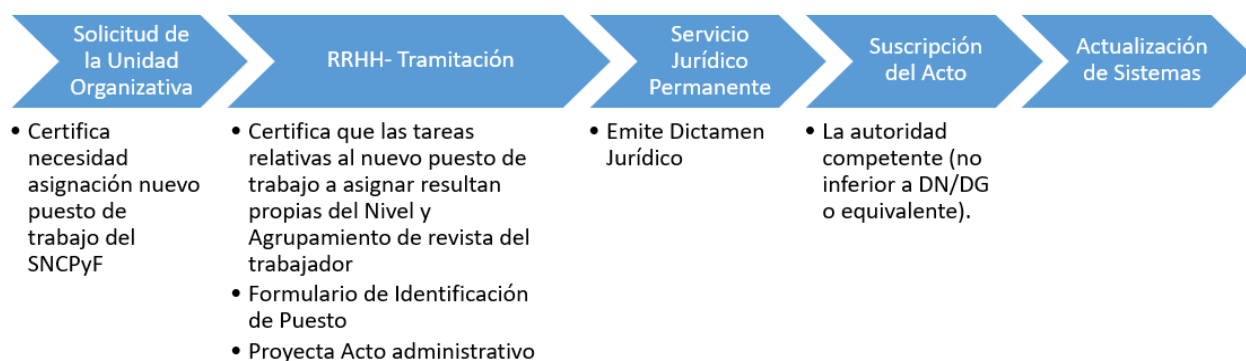 Solicitud de
la Unidad
Organizativa
RRHH- Tramitación
Servicio
Jurídico
Permanente
Suscripción
del Acto
Actualización
de Sistemas
• Certifica
necesidad
asignación nuevo
puesto de
trabajo del
SNCPyF
• Certifica que las tareas
relativas al nuevo puesto de
trabajo a asignar resultan
propias del Nivel y
Agrupamiento de revista del
trabajador
• Formulario de Identificación
de Puesto
• Proyecta Acto administrativo
• Emite Dictamen
Jurídico
• La autoridad
competente (no
inferior a DN/DG
o equivalente).